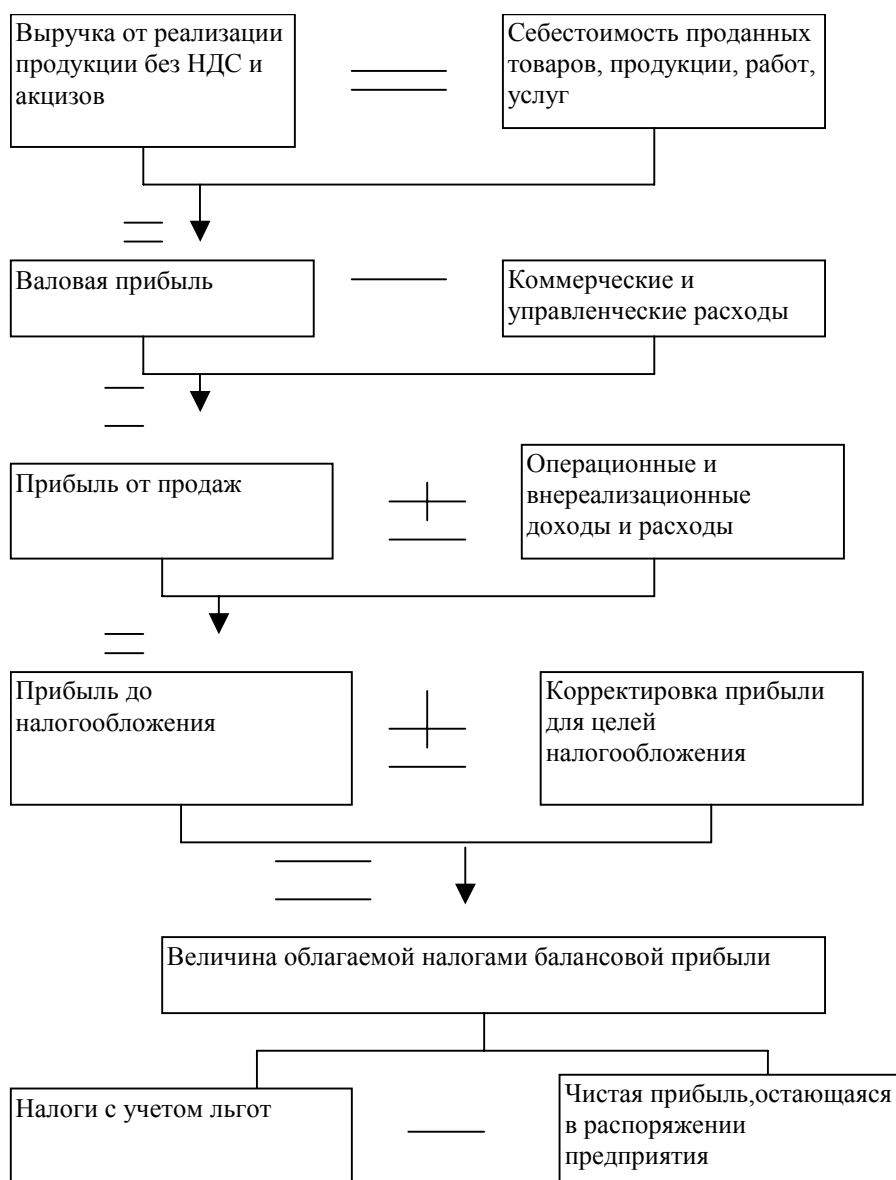 Выручка от реализации
продукции без НДС и
акцизов
Себестоимость проданных
товаров, продукции, работ,
услуг
Валовая прибыль
Коммерческие и
управленческие расходы
Прибыль от продаж
Операционные и
внереализационные
доходы и расходы
Прибыль до
налогообложения
Корректировка прибыли
для целей
налогообложения
Величина облагаемой налогами балансовой прибыли
Налоги с учетом льгот
Чистая прибыль,остающаяся
в распоряжении
предприятия